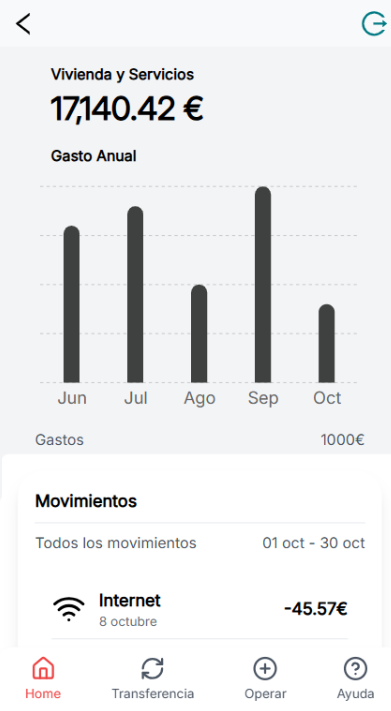 Vivienda y Servicios
17,140.42 €
Gasto Anual
Jun Jul Ago Sep Oct
Gastos 1000€
Movimientos
Todos los movimientos 01 oct - 30 oct
Internet -45.57€
8 octubre
Home Transferencia Operar Ayuda